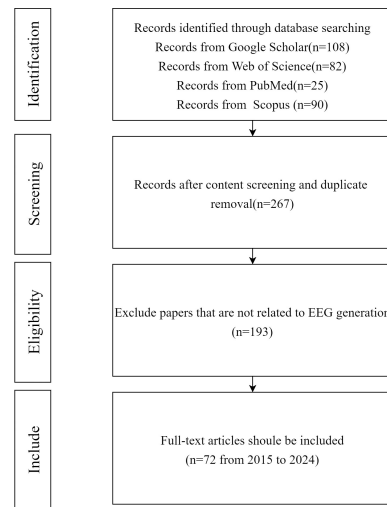 Identification
Records identified through database searching
Records from Google Scholar(n=108)
Records from Web of Science(n=82)
Records from PubMed(n=25)
Records from Scopus (n=90)
Screening
Records after content screening and duplicate
removal(n=267)
Eligibility
Exclude papers that are not related to EEG generation
(n=193)
Include
Full-text articles shoule be included
(n=72 from 2015 to 2024)